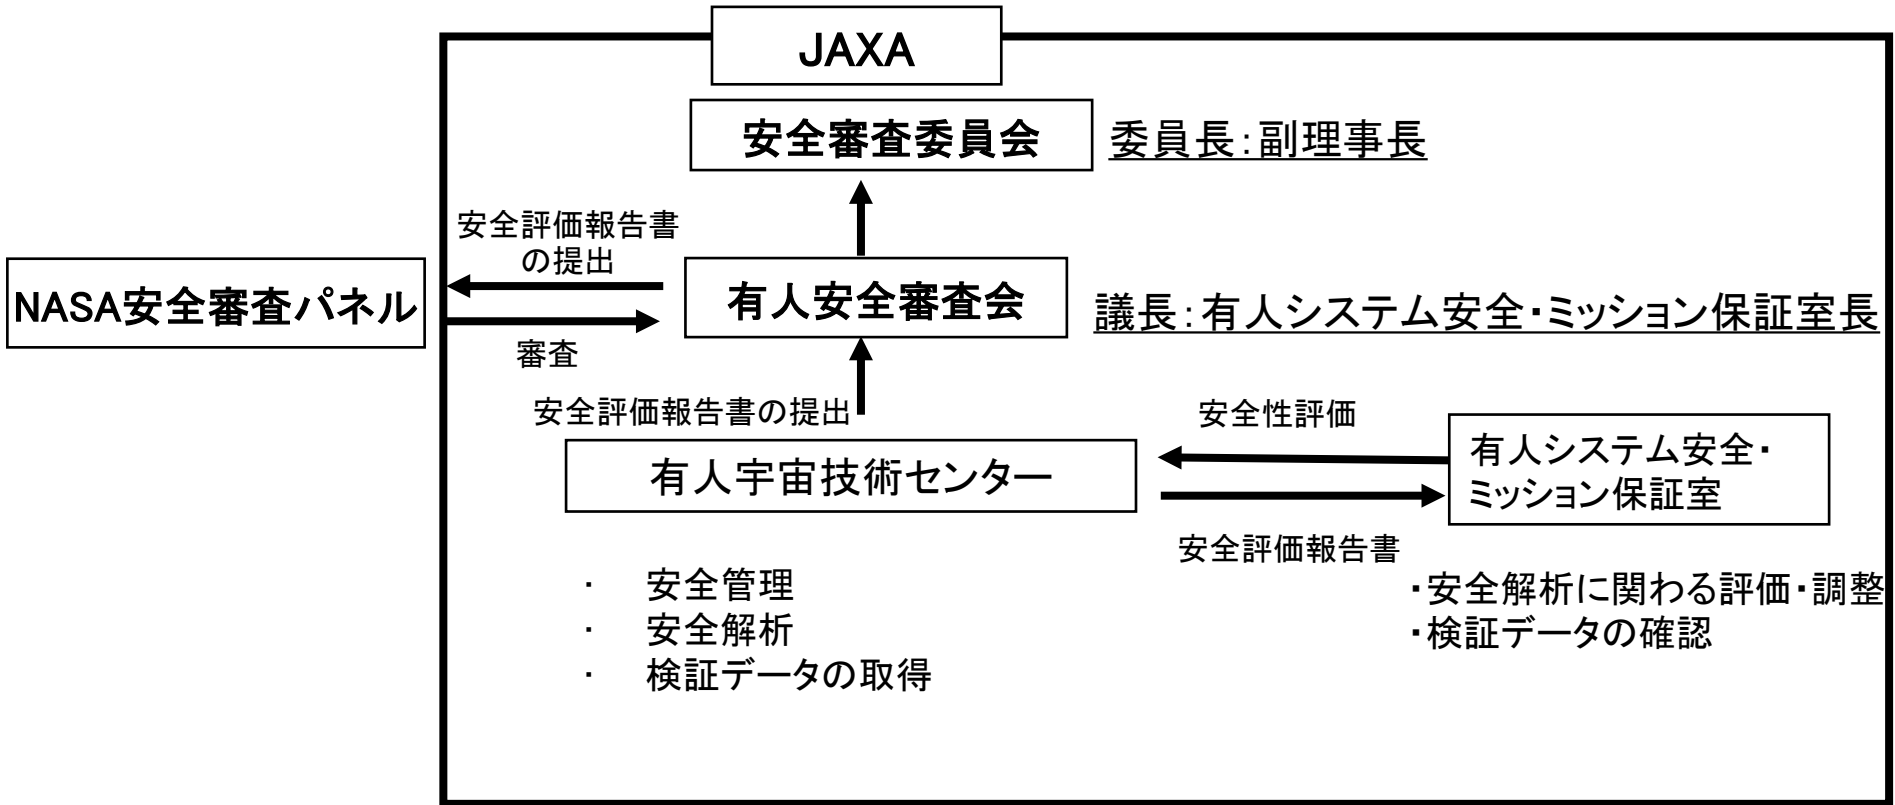 JAXA
安全審査委員会
委員長:副理事長
安全評価報告書
の提出
NASA安全審査パネル
有人安全審査会
議長:有人システム安全・ミッション保証室長
審査
安全評価報告書の提出
安全性評価
有人宇宙技術センター
有人システム安全・
ミッション保証室
安全評価報告書
・ 安全管理
・ 安全解析
・ 検証データの取得
・安全解析に関わる評価・調整
・検証データの確認